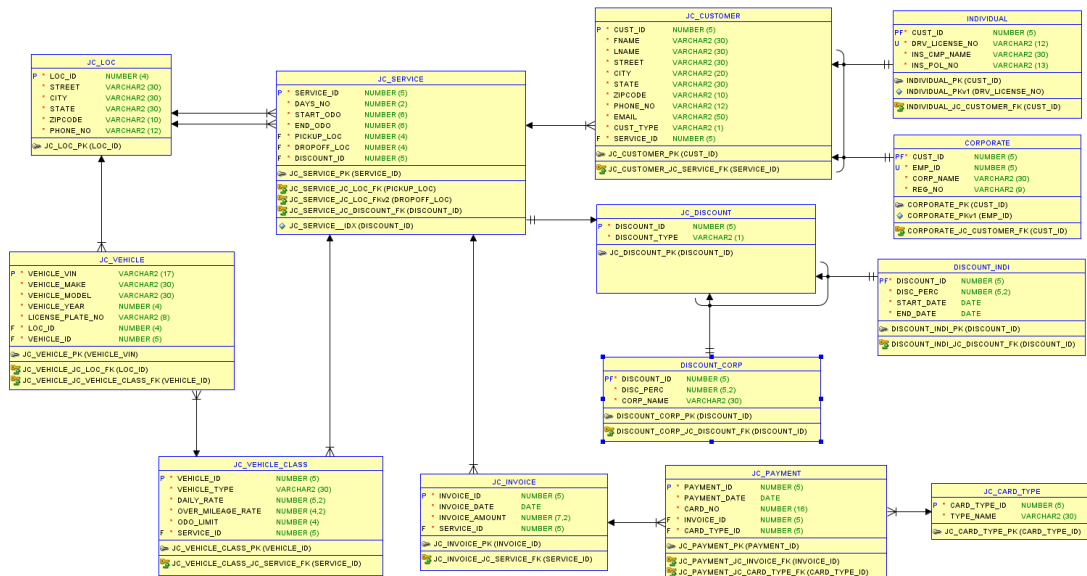 JC_LOC
P * LOC_ID NUMBER (4)
* STREET VARCHAR2 (30)
* CITY VARCHAR2 (30)
* STATE VARCHAR2 (30)
* ZIPCODE VARCHAR2 (10)
* PHONE_NO VARCHAR2 (12)
JC_LOC_PK (LOC_ID)
JC_SERVICE
P * SERVICE_ID NUMBER (5)
* DAYS_NO NUMBER (2)
* START_ODO NUMBER (6)
* END_ODO NUMBER (6)
F * PICKUP_LOC NUMBER (4)
F * DROPOFF_LOC NUMBER (4)
F * DISCOUNT_ID NUMBER (5)
JC_SERVICE_PK (SERVICE_ID)
JC_SERVICE_JC_LOC_FK (PICKUP_LOC)
JC_SERVICE_JC_LOC_FKv2 (DROPOFF_LOC)
JC_SERVICE_JC_DISCOUNT_FK (DISCOUNT_ID)
JC_SERVICE__IDX (DISCOUNT_ID)
JC_CUSTOMER
P * CUST_ID NUMBER (5)
* FNAME VARCHAR2 (30)
* LNAME VARCHAR2 (30)
* STREET VARCHAR2 (30)
* CITY VARCHAR2 (20)
* STATE VARCHAR2 (30)
* ZIPCODE VARCHAR2 (10)
* PHONE_NO VARCHAR2 (12)
* EMAIL VARCHAR2 (50)
* CUST_TYPE VARCHAR2 (1)
F * SERVICE_ID NUMBER (5)
JC_CUSTOMER_PK (CUST_ID)
JC_CUSTOMER_JC_SERVICE_FK (SERVICE_ID)
INDIVIDUAL
PF* CUST_ID NUMBER (5)
U * DRV_LICENSE_NO VARCHAR2 (12)
* INS_CMP_NAME VARCHAR2 (30)
* INS_POL_NO VARCHAR2 (13)
INDIVIDUAL_PK (CUST_ID)
INDIVIDUAL_PKv1 (DRV_LICENSE_NO)
INDIVIDUAL_JC_CUSTOMER_FK (CUST_ID)
CORPORATE
PF* CUST_ID NUMBER (5)
U * EMP_ID NUMBER (5)
* CORP_NAME VARCHAR2 (30)
* REG_NO VARCHAR2 (9)
CORPORATE_PK (CUST_ID)
CORPORATE_PKv1 (EMP_ID)
CORPORATE_JC_CUSTOMER_FK (CUST_ID)
JC_DISCOUNT
P * DISCOUNT_ID NUMBER (5)
* DISCOUNT_TYPE VARCHAR2 (1)
JC_DISCOUNT_PK (DISCOUNT_ID)
JC_VEHICLE
P * VEHICLE_VIN VARCHAR2 (17)
* VEHICLE_MAKE VARCHAR2 (30)
* VEHICLE_MODEL VARCHAR2 (30)
* VEHICLE_YEAR NUMBER (4)
* LICENSE_PLATE_NO VARCHAR2 (8)
F * LOC_ID NUMBER (4)
F * VEHICLE_ID NUMBER (5)
JC_VEHICLE_PK (VEHICLE_VIN)
JC_VEHICLE_JC_LOC_FK (LOC_ID)
JC_VEHICLE_JC_VEHICLE_CLASS_FK (VEHICLE_ID)
DISCOUNT_INDI
PF* DISCOUNT_ID NUMBER (5)
* DISC_PERC NUMBER (5,2)
* START_DATE DATE
* END_DATE DATE
DISCOUNT_INDI_PK (DISCOUNT_ID)
DISCOUNT_INDI_JC_DISCOUNT_FK (DISCOUNT_ID)
DISCOUNT_CORP
PF* DISCOUNT_ID NUMBER (5)
* DISC_PERC NUMBER (5,2)
* CORP_NAME VARCHAR2 (30)
DISCOUNT_CORP_PK (DISCOUNT_ID)
DISCOUNT_CORP_JC_DISCOUNT_FK (DISCOUNT_ID)
JC_VEHICLE_CLASS
P * VEHICLE_ID NUMBER (5)
* VEHICLE_TYPE VARCHAR2 (30)
* DAILY_RATE NUMBER (5,2)
* OVER_MILEAGE_RATE NUMBER (4,2)
* ODO_LIMIT NUMBER (4)
F * SERVICE_ID NUMBER (5)
JC_VEHICLE_CLASS_PK (VEHICLE_ID)
JC_VEHICLE_CLASS_JC_SERVICE_FK (SERVICE_ID)
JC_INVOICE
P * INVOICE_ID NUMBER (5)
* INVOICE_DATE DATE
* INVOICE_AMOUNT NUMBER (7,2)
F * SERVICE_ID NUMBER (5)
JC_INVOICE_PK (INVOICE_ID)
JC_INVOICE_JC_SERVICE_FK (SERVICE_ID)
JC_PAYMENT
P * PAYMENT_ID NUMBER (5)
* PAYMENT_DATE DATE
* CARD_NO NUMBER (16)
F * INVOICE_ID NUMBER (5)
F * CARD_TYPE_ID NUMBER (5)
JC_PAYMENT_PK (PAYMENT_ID)
JC_PAYMENT_JC_INVOICE_FK (INVOICE_ID)
JC_PAYMENT_JC_CARD_TYPE_FK (CARD_TYPE_ID)
JC_CARD_TYPE
P * CARD_TYPE_ID NUMBER (5)
* TYPE_NAME VARCHAR2 (30)
JC_CARD_TYPE_PK (CARD_TYPE_ID)